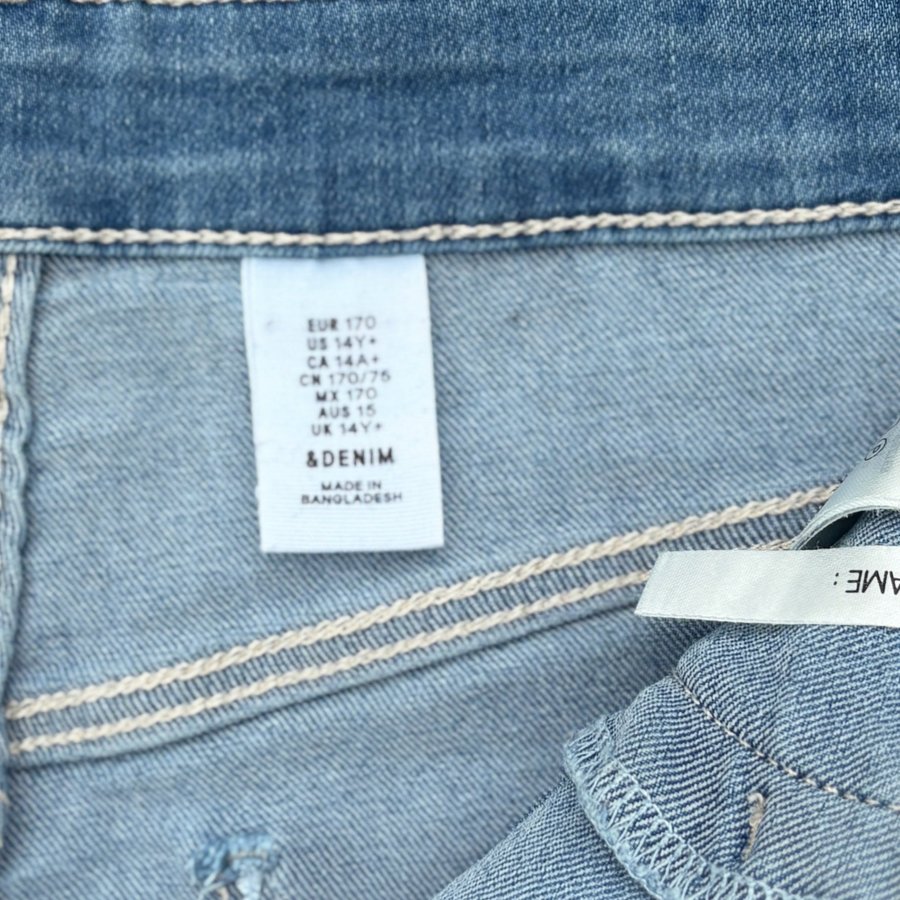 EUR 170
US 14Y+
CA 14A+
CN 170/75
MX 170
AUS 15
UK 14Y+
&DENIM
MADE IN
BANGLADESH
AME :